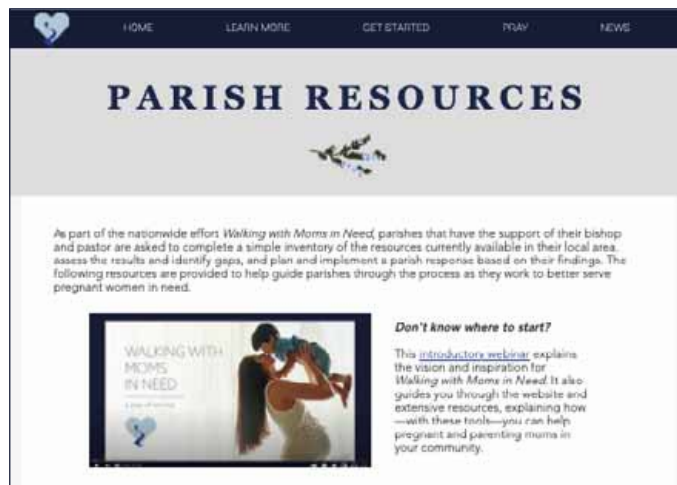 HOME LEARN MORE GET STARTED PRAY NEWS
PARISH RESOURCES
As part of the nationwide effort Walking with Moms in Need, parishes that have the support of their bishop
and pastor are asked to complete a simple inventory of the resources currently available in their local area,
assess the results and identify gaps, and plan and implement a parish response based on their findings. The
following resources are provided to help guide parishes through the process as they work to better serve
pregnant women in need.
WALKING WITH
MOMS
IN NEED
Don't know where to start?
This introductory webinar explains
the vision and inspiration for
Walking with Moms in Need. It also
guides you through the website and
extensive resources, explaining how
—with these tools—you can help
pregnant and parenting moms in
your community.